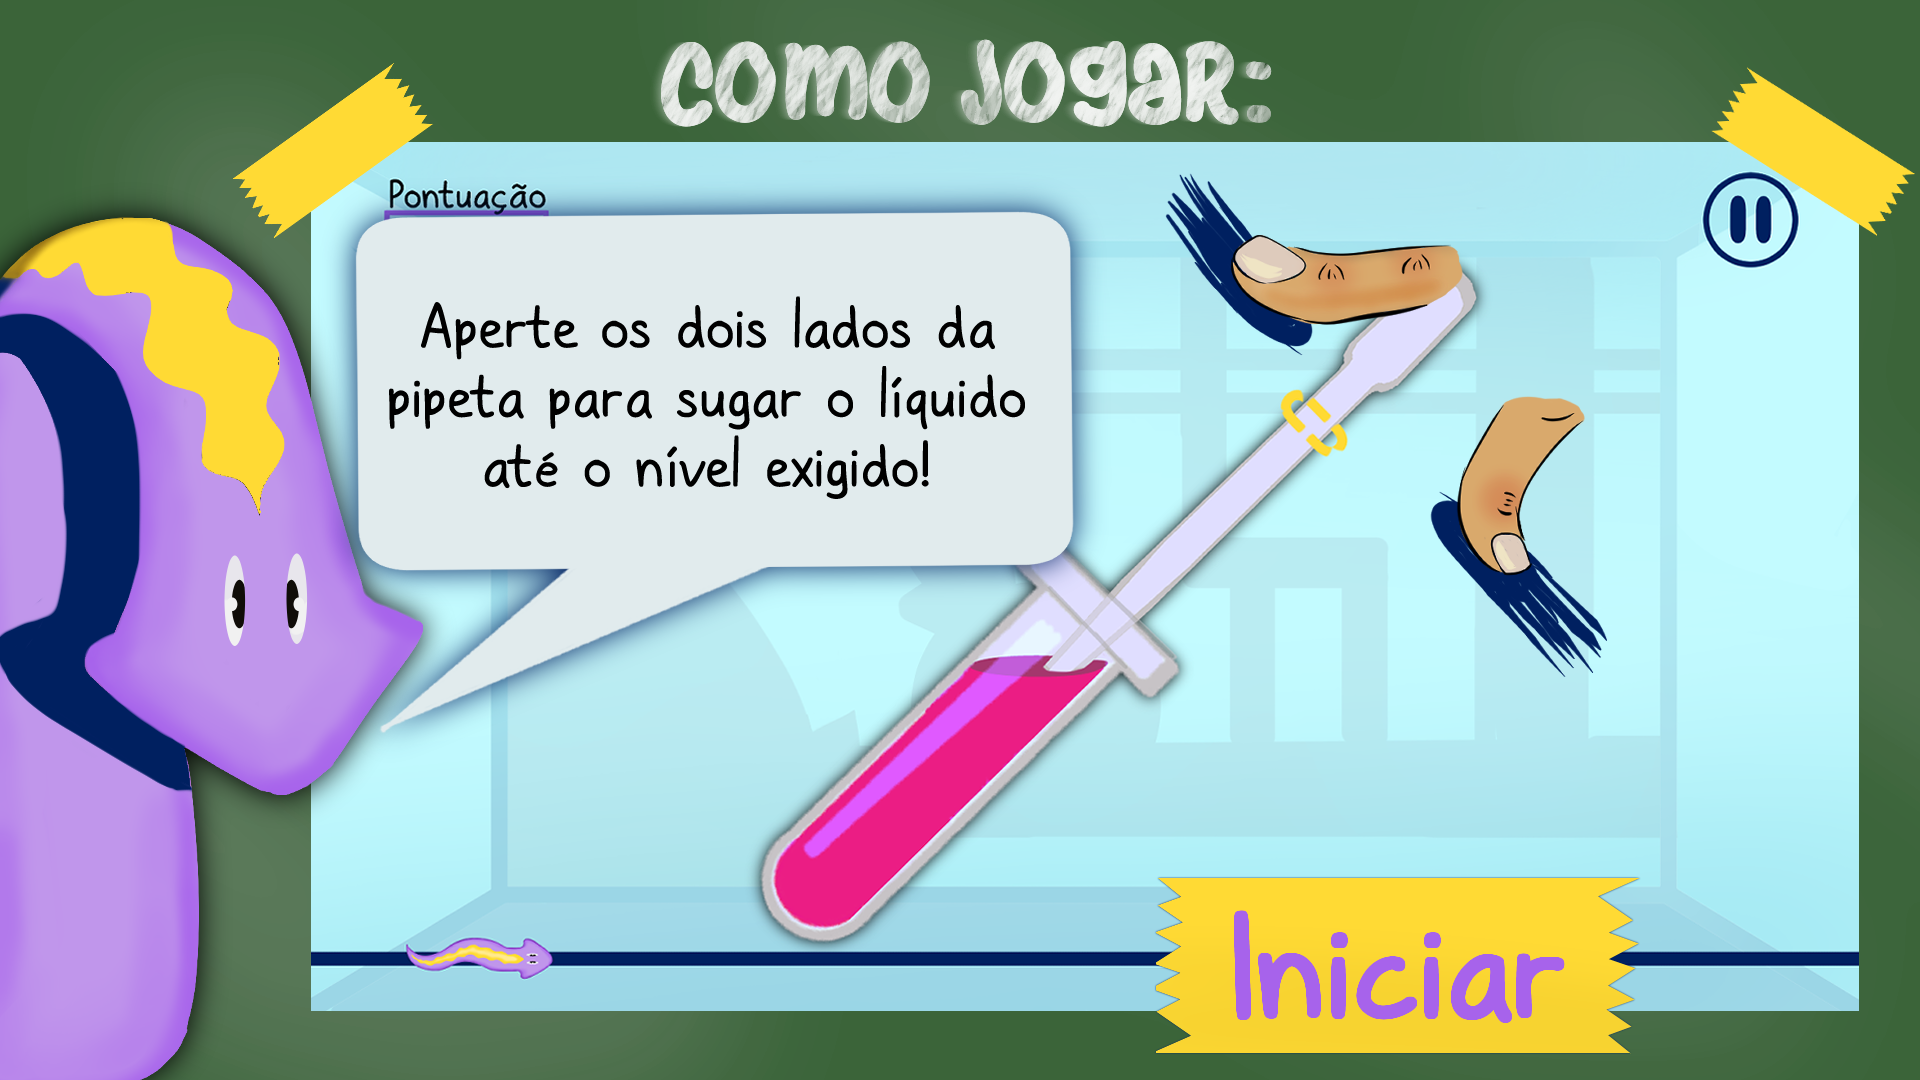 COMO JOGAR:
Pontuação
Aperte os dois lados da
pipeta para sugar o líquido
até o nível exigido!
Iniciar